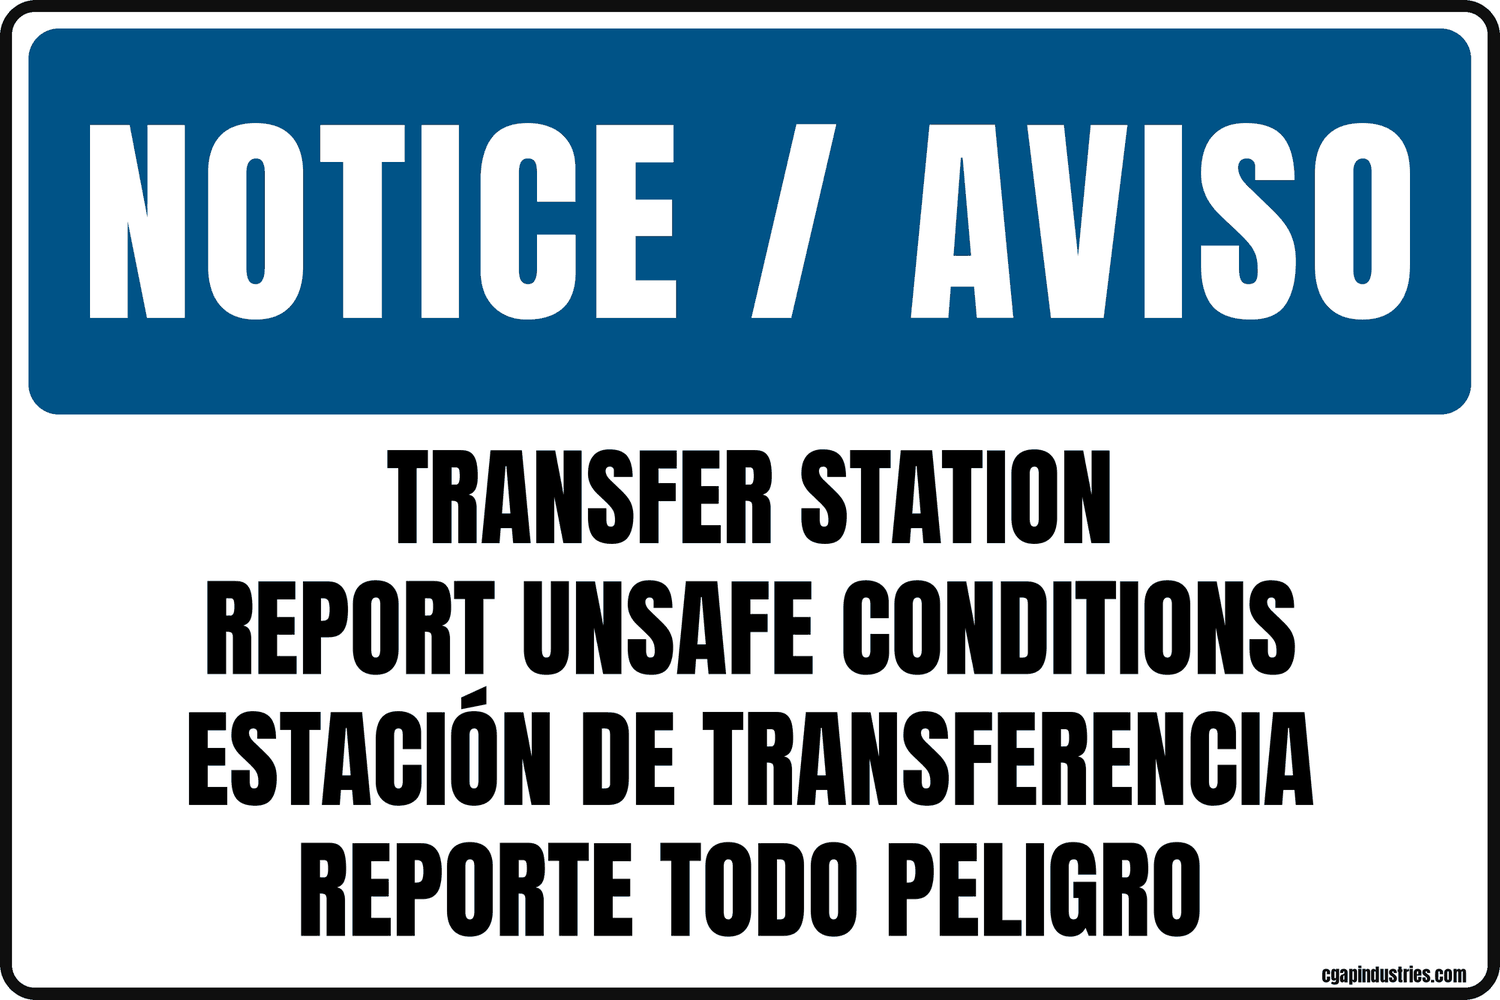 NOTICE / AVISO
TRANSFER STATION
REPORT UNSAFE CONDITIONS
ESTACIÓN DE TRANSFERENCIA
REPORTE TODO PELIGRO
cgapindustries.com